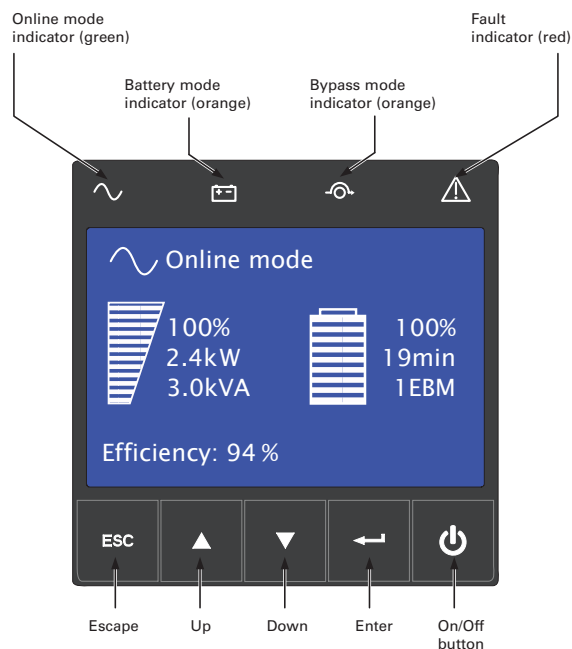 Online mode
indicator (green)
Fault
indicator (red)
Battery mode
indicator (orange)
Bypass mode
indicator (orange)
Online mode
100%
2.4kW
3.0kVA
100%
19min
1EBM
Efficiency: 94 %
ESC
Escape
Up
Down
Enter
On/Off
button